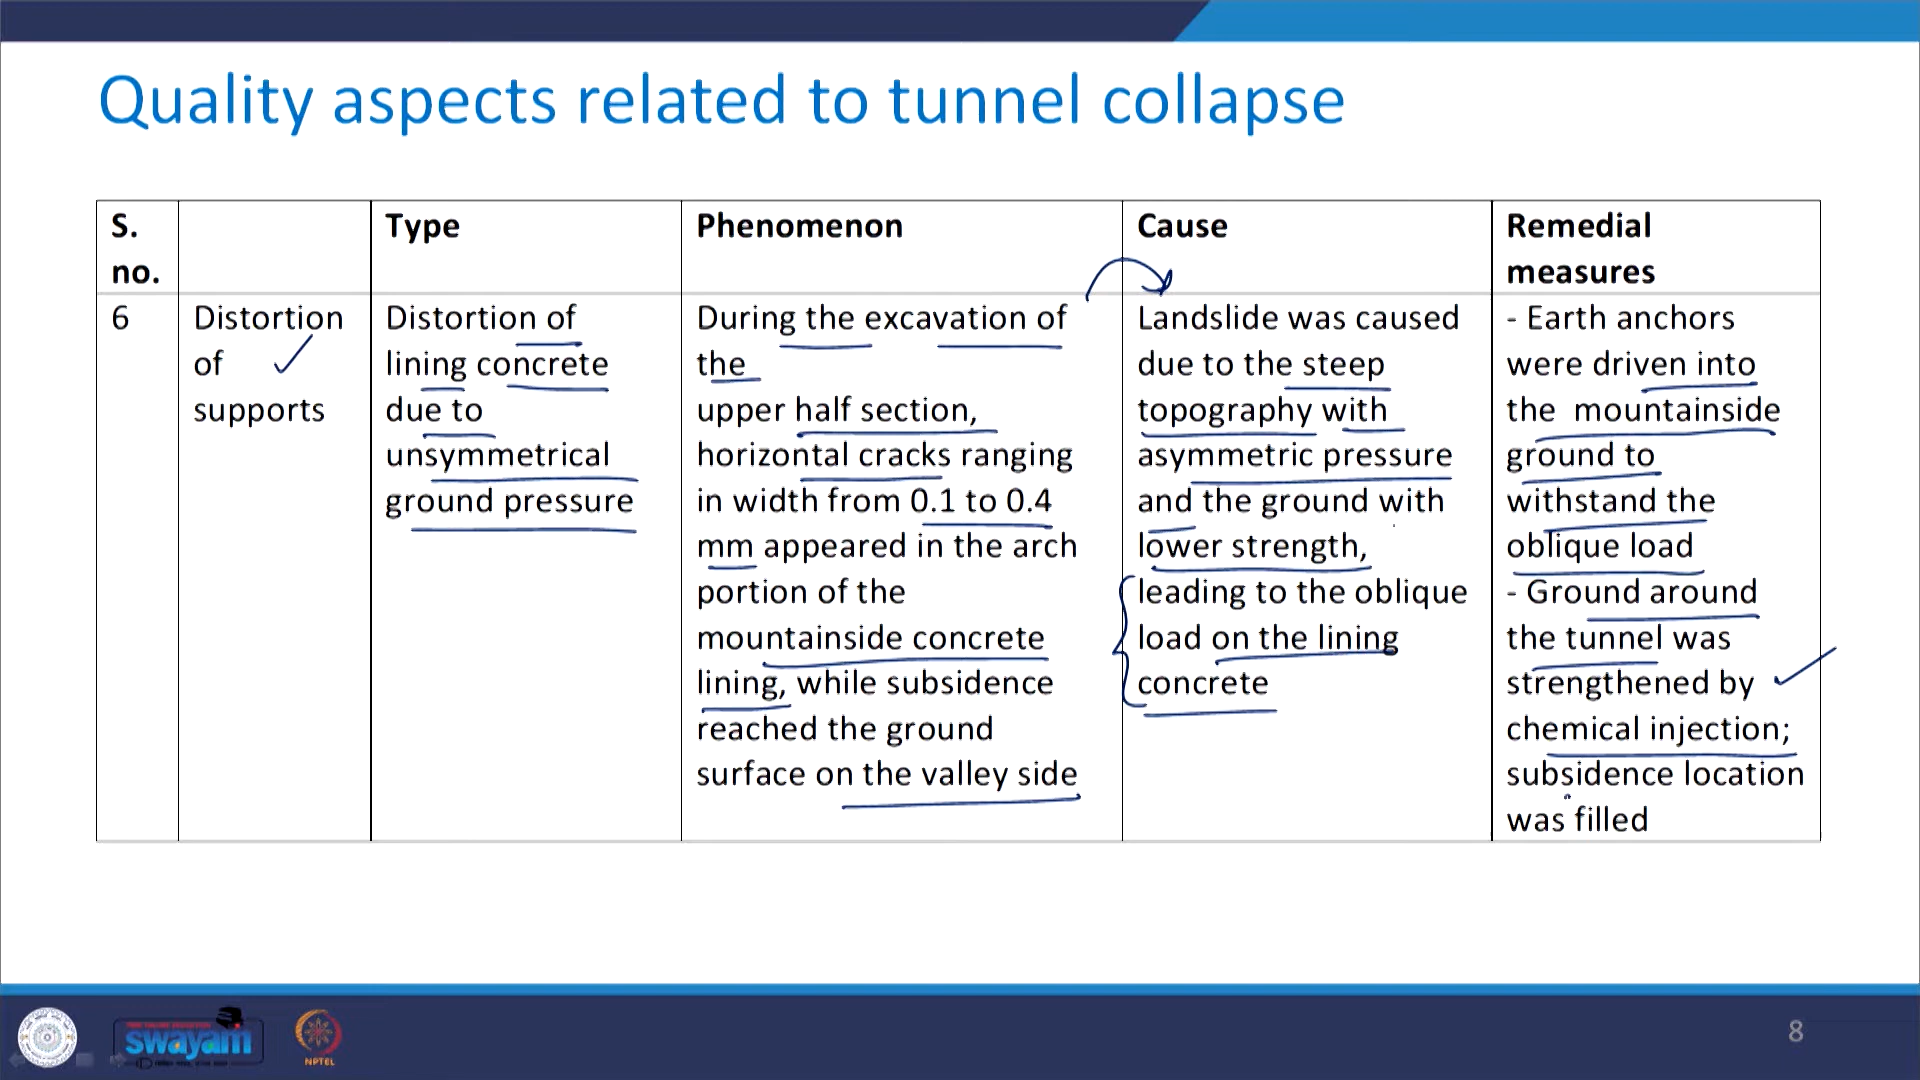 Quality aspects related to tunnel collapse
S.
no.
Type
Phenomenon
Cause
Remedial
measures
6
Distortion
of
supports
Distortion of
lining concrete
due to
unsymmetrical
ground pressure
During the excavation of
the
upper half section,
horizontal cracks ranging
in width from 0.1 to 0.4
mm appeared in the arch
portion of the
mountainside concrete
lining, while subsidence
reached the ground
surface on the valley side
Landslide was caused
due to the steep
topography with
asymmetric pressure
and the ground with
lower strength,
leading to the oblique
load on the lining
concrete
- Earth anchors
were driven into
the mountainside
ground to
withstand the
oblique load
- Ground around
the tunnel was
strengthened by
chemical injection;
subsidence location
was filled
swayam
NPTEL
8